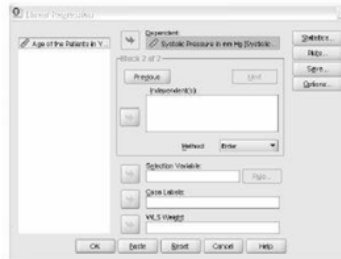 Linear Regression
Age of the Patients in Y...
Dependent:
Systolic Pressure in mm Hg [Systolic...
Block 2 of 2
Previous
Next
Independent(s):
Method:
Enter
Selection Variable:
Rule...
Case Labels:
WLS Weight:
Statistics...
Plots...
Save...
Options...
OK
Paste
Reset
Cancel
Help